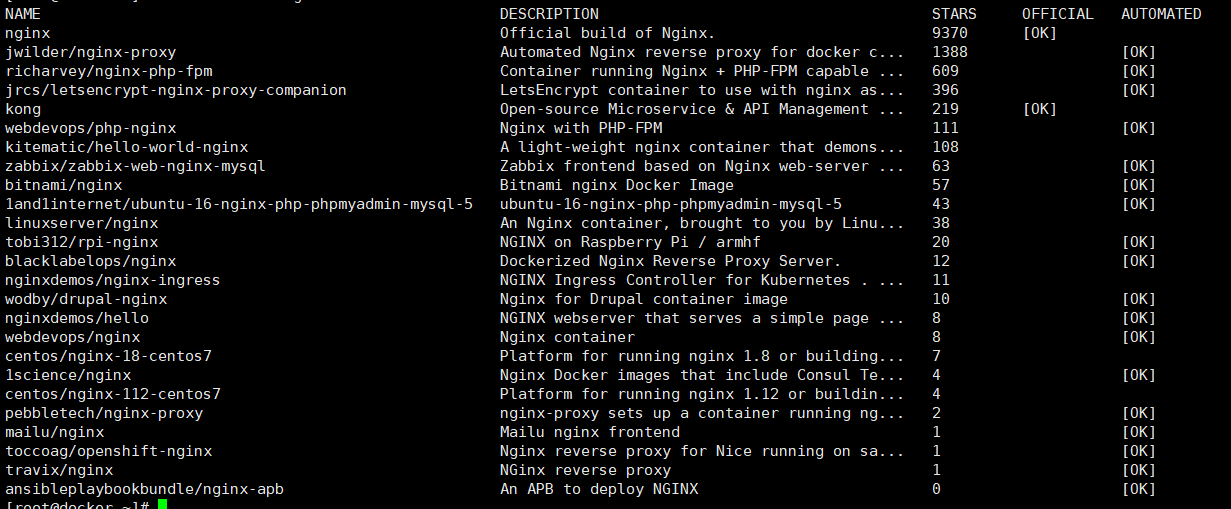 NAME DESCRIPTION STARS OFFICIAL AUTOMATED
nginx Official build of Nginx. 9370 [OK]
jwilder/nginx-proxy Automated Nginx reverse proxy for docker c... 1388 [OK]
richarvey/nginx-php-fpm Container running Nginx + PHP-FPM capable ... 609 [OK]
jrcs/letsencrypt-nginx-proxy-companion LetsEncrypt container to use with nginx as... 396 [OK]
kong Open-source Microservice & API Management ... 219 [OK]
webdevops/php-nginx Nginx with PHP-FPM 111 [OK]
kitematic/hello-world-nginx A light-weight nginx container that demons... 108
zabbix/zabbix-web-nginx-mysql Zabbix frontend based on Nginx web-server ... 63 [OK]
bitnami/nginx Bitnami nginx Docker Image 57 [OK]
1and1internet/ubuntu-16-nginx-php-phpmyadmin-mysql-5 ubuntu-16-nginx-php-phpmyadmin-mysql-5 43 [OK]
linuxserver/nginx An Nginx container, brought to you by Linu... 38
tobi312/rpi-nginx NGINX on Raspberry Pi / armhf 20 [OK]
blacklabelops/nginx Dockerized Nginx Reverse Proxy Server. 12 [OK]
nginxdemos/nginx-ingress NGINX Ingress Controller for Kubernetes . ... 11
wodby/drupal-nginx Nginx for Drupal container image 10 [OK]
nginxdemos/hello NGINX webserver that serves a simple page ... 8 [OK]
webdevops/nginx Nginx container 8 [OK]
centos/nginx-18-centos7 Platform for running nginx 1.8 or building... 7
1science/nginx Nginx Docker images that include Consul Te... 4 [OK]
centos/nginx-112-centos7 Platform for running nginx 1.12 or buildin... 4
pebbletech/nginx-proxy nginx-proxy sets up a container running ng... 2 [OK]
mailu/nginx Mailu nginx frontend 1 [OK]
toccoag/openshift-nginx Nginx reverse proxy for Nice running on sa... 1 [OK]
travix/nginx NGinx reverse proxy 1 [OK]
ansibleplaybookbundle/nginx-apb An APB to deploy NGINX 0 [OK]
[root@docker ~]#